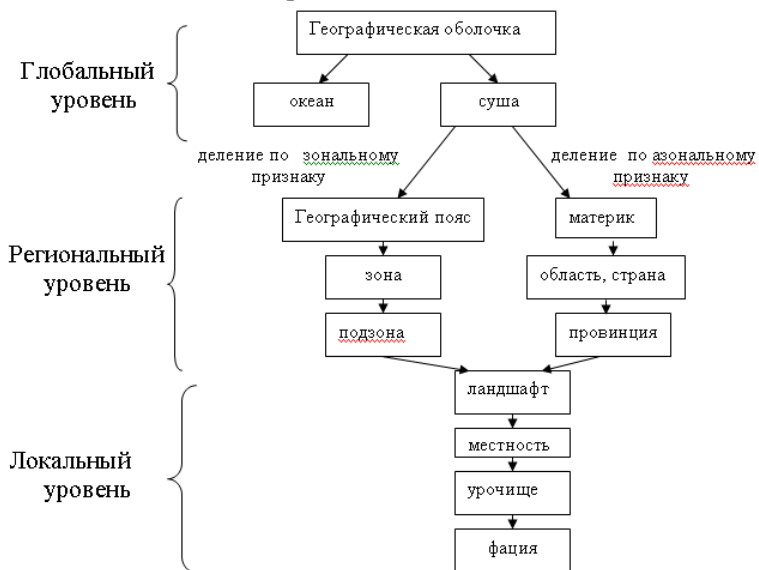 Географическая оболочка
Глобальный
уровень
океан
суша
деление по зональному
признаку
деление по азональному
признаку
Региональный
уровень
Географический пояс
материк
зона
область, страна
подзона
провинция
Локальный
уровень
ландшафт
местность
урочище
фация